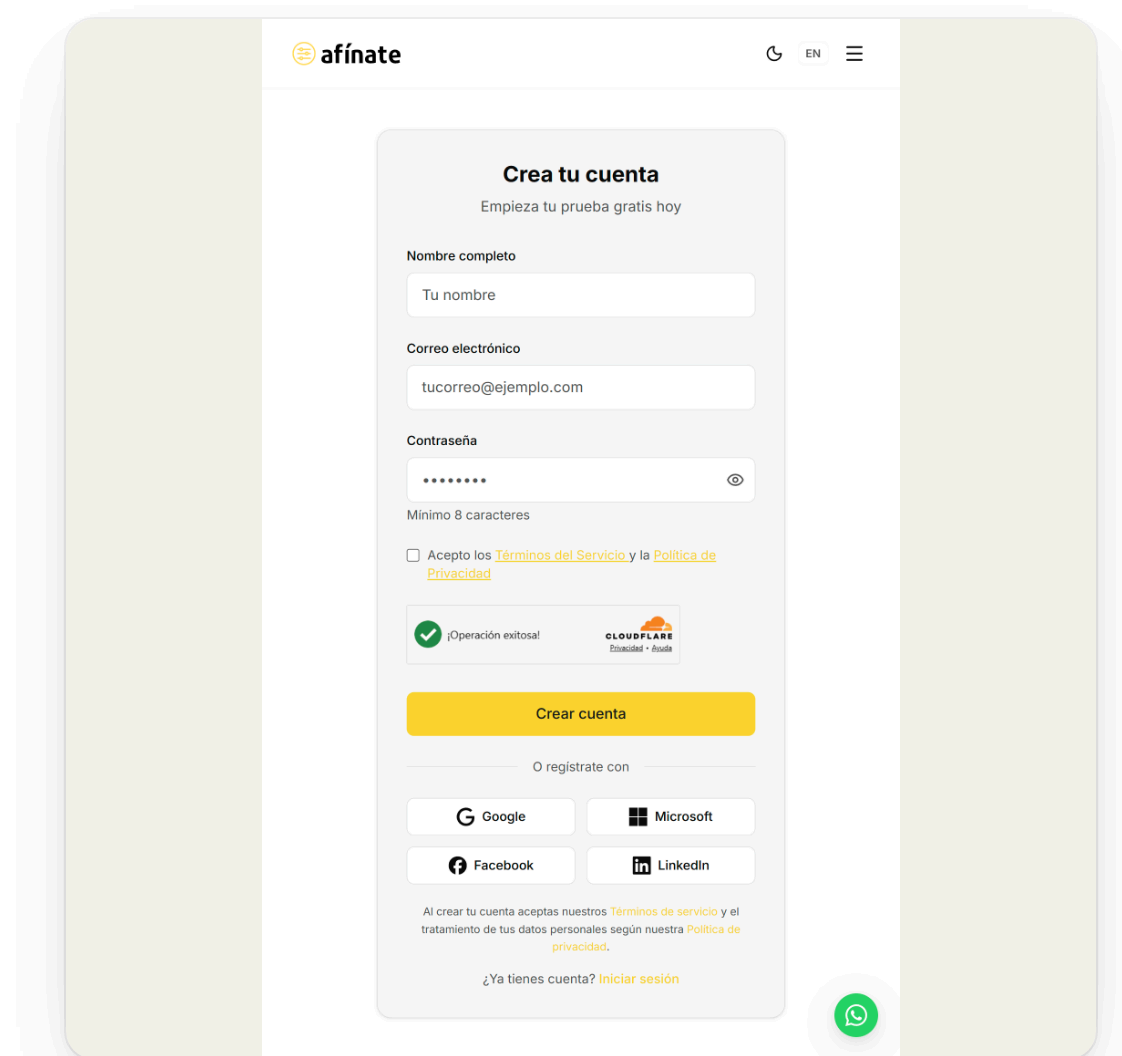 afínate
EN
Crea tu cuenta
Empieza tu prueba gratis hoy
Nombre completo
Tu nombre
Correo electrónico
tucorreo@ejemplo.com
Contraseña
••••••••
Mínimo 8 caracteres
Acepto los Términos del Servicio y la Política de
Privacidad
¡Operación exitosa!
CLOUDFLARE
Privacidad • Ayuda
Crear cuenta
O regístrate con
Google
Microsoft
Facebook
LinkedIn
Al crear tu cuenta aceptas nuestros Términos de servicio y el
tratamiento de tus datos personales según nuestra Política de
privacidad.
¿Ya tienes cuenta? Iniciar sesión